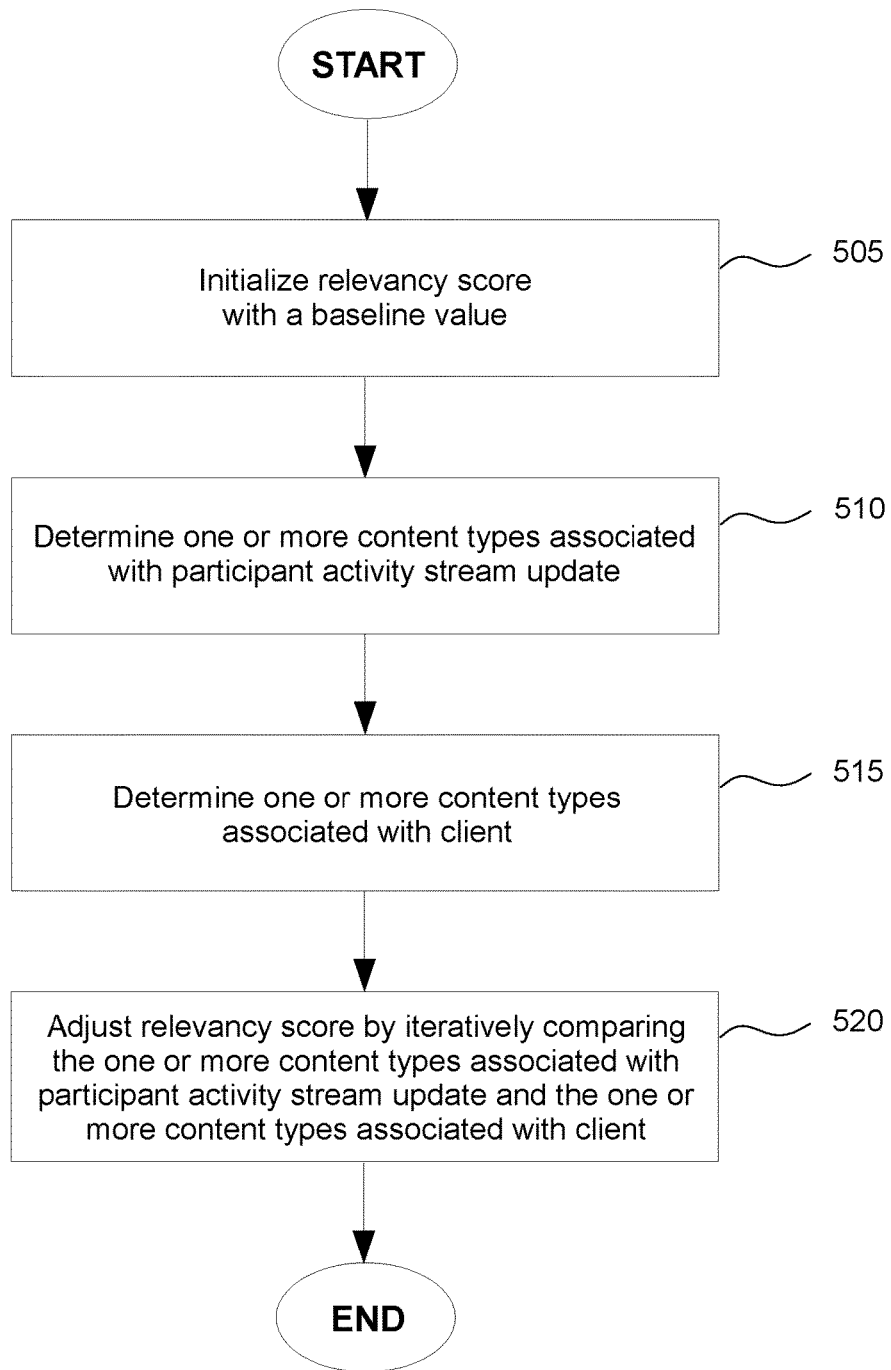 START
Initialize relevancy score
with a baseline value
505
Determine one or more content types associated
with participant activity stream update
510
Determine one or more content types
associated with client
515
Adjust relevancy score by iteratively comparing
the one or more content types associated with
participant activity stream update and the one or
more content types associated with client
520
END